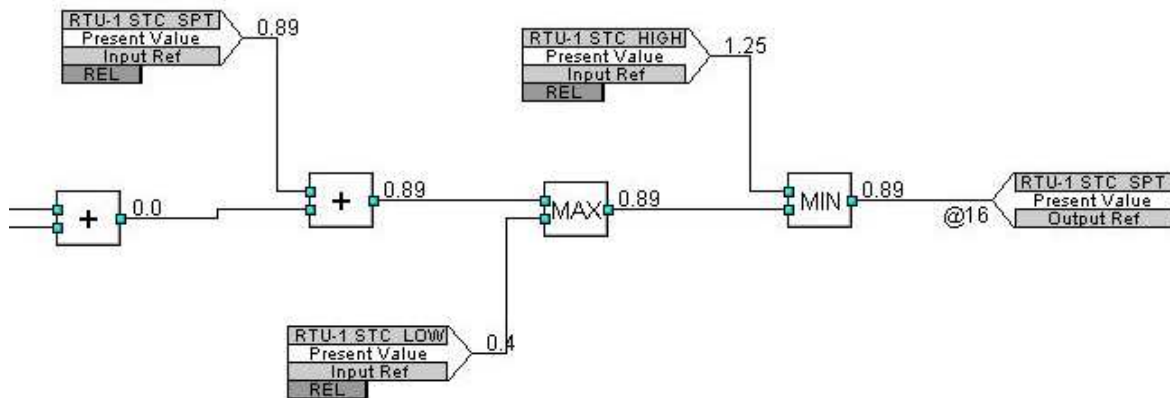 RTU-1 STC SPT
Present Value
Input Ref
REL
0.89
RTU-1 STC HIGH
Present Value
Input Ref
REL
1.25
+
0.0
+
0.89
MAX
0.89
MIN
0.89
@16
RTU-1 STC SPT
Present Value
Output Ref
RTU-1 STC LOW
Present Value
Input Ref
REL
0.4